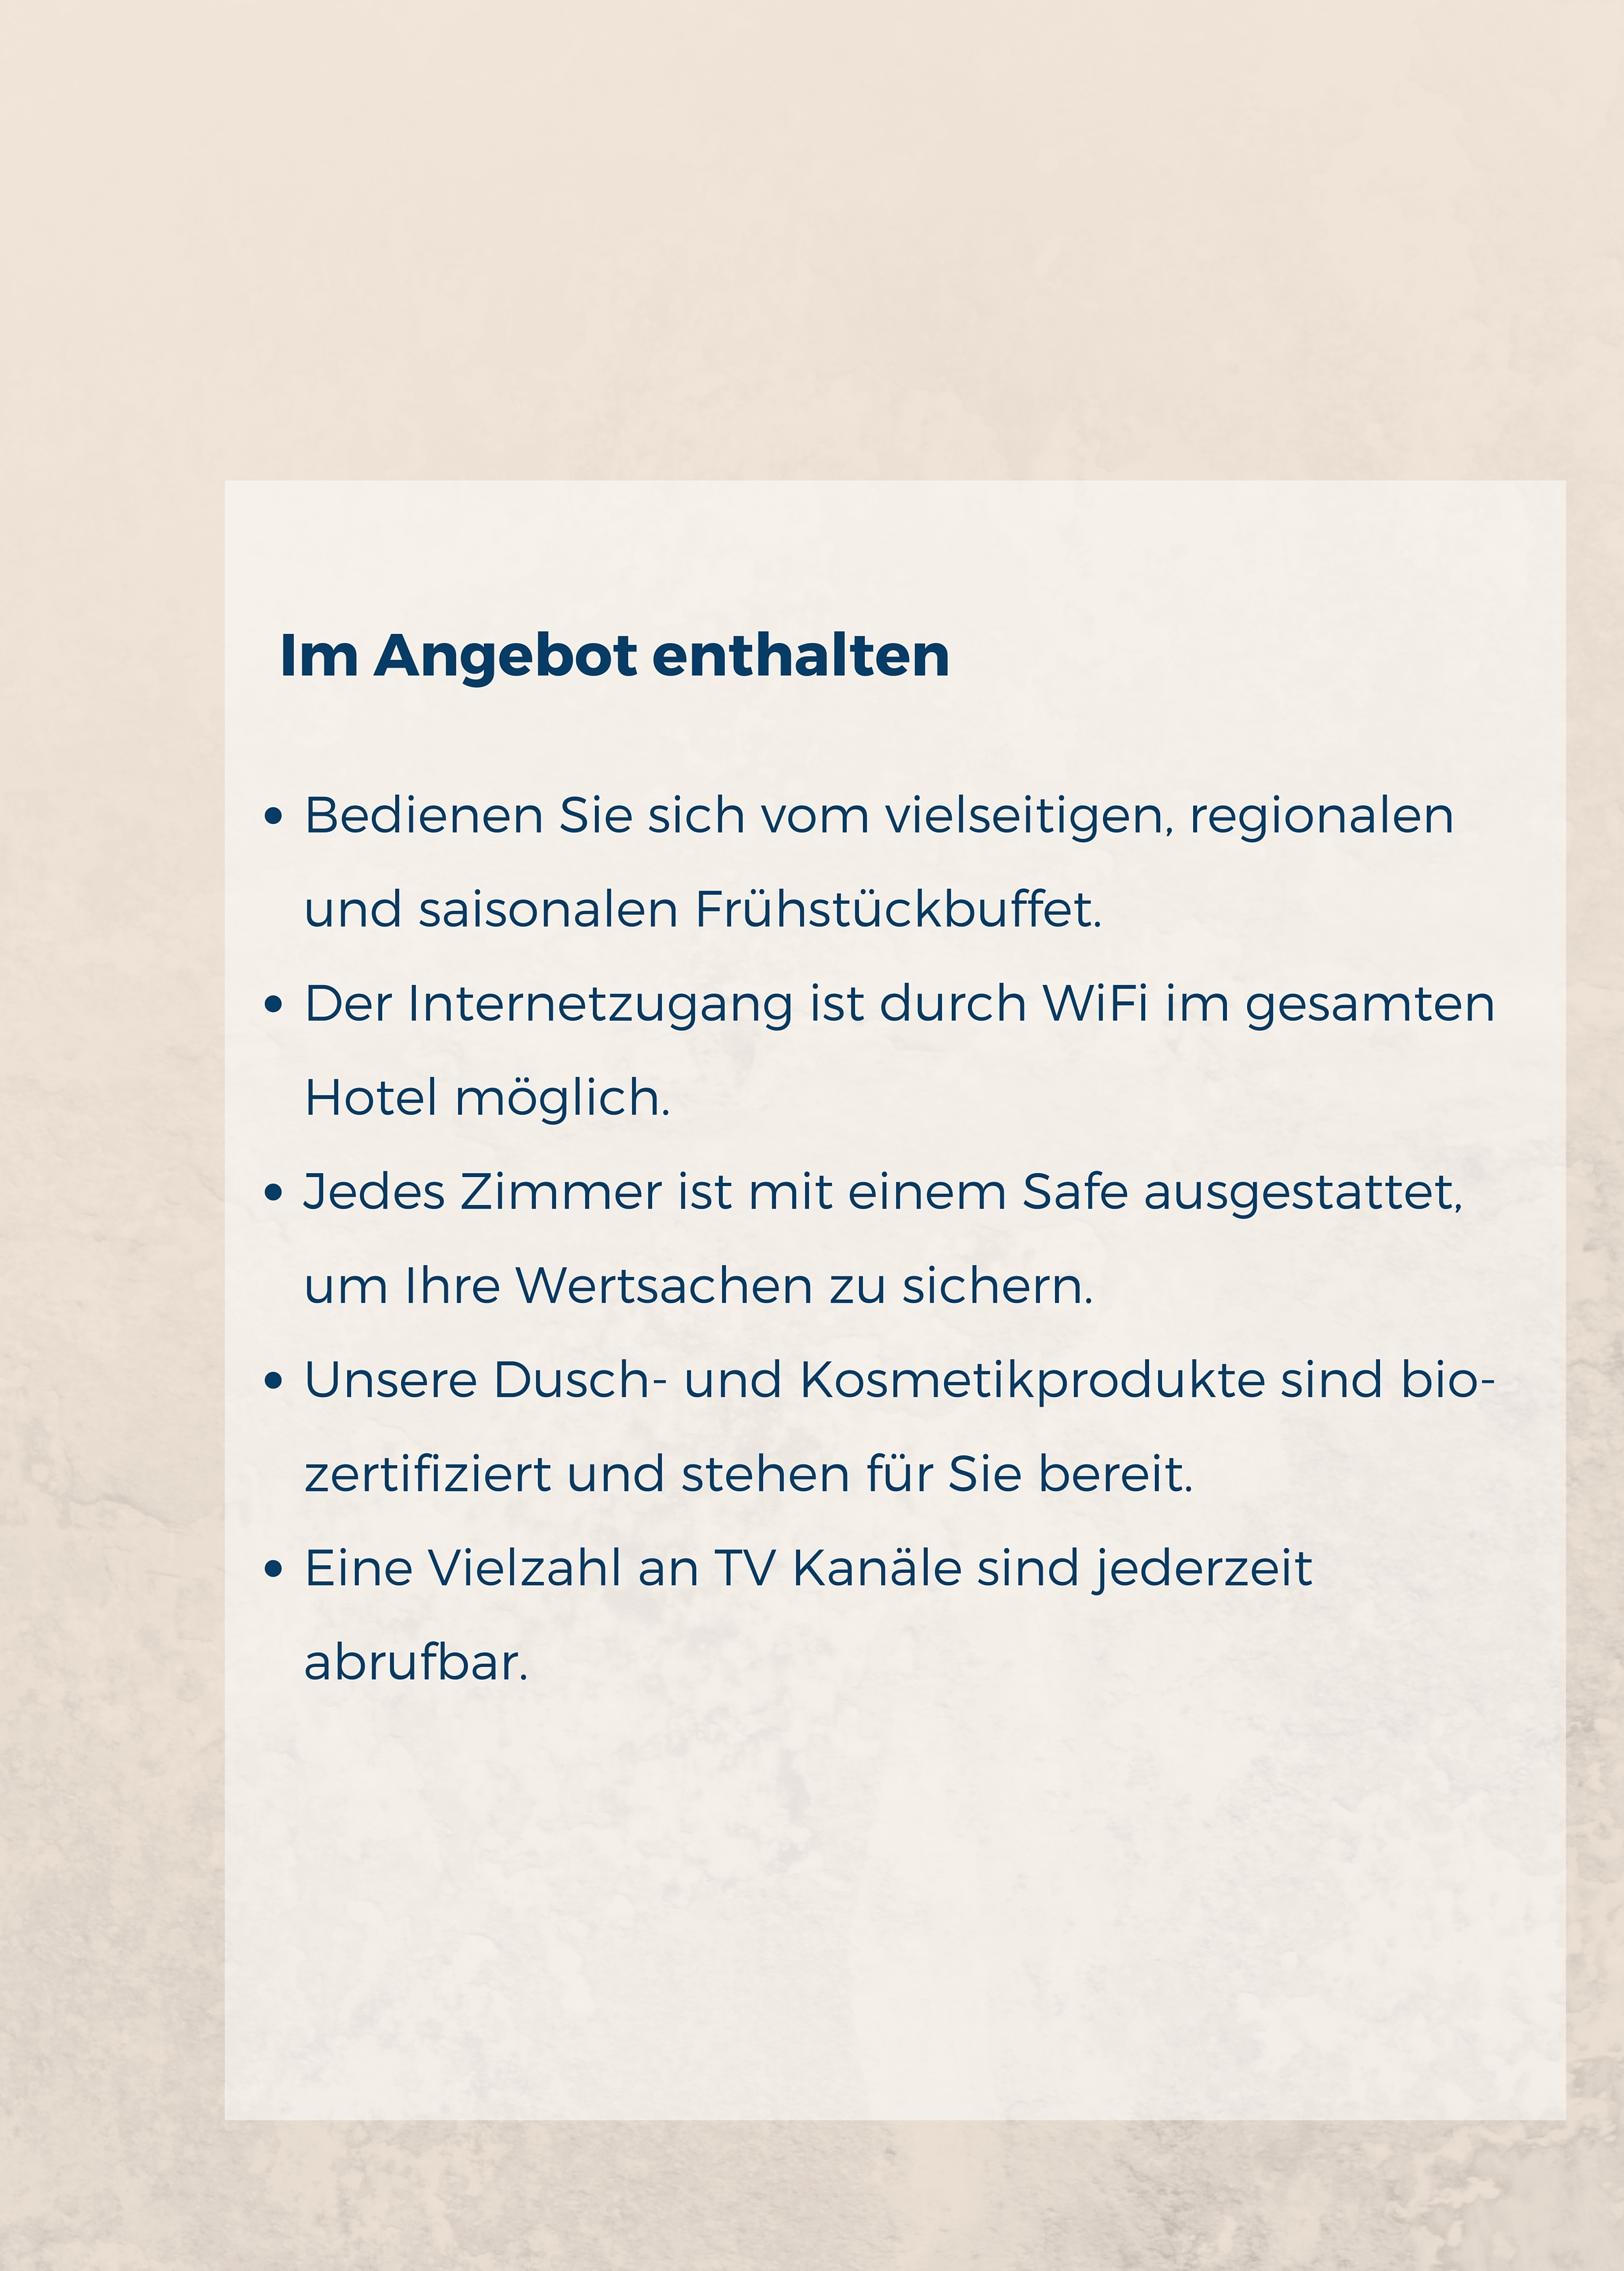 Im Angebot enthalten
• Bedienen Sie sich vom vielseitigen, regionalen
und saisonalen Frühstückbuffet.
• Der Internetzugang ist durch WiFi im gesamten
Hotel möglich.
• Jedes Zimmer ist mit einem Safe ausgestattet,
um Ihre Wertsachen zu sichern.
• Unsere Dusch- und Kosmetikprodukte sind bio-
zertifiziert und stehen für Sie bereit.
• Eine Vielzahl an TV Kanäle sind jederzeit
abrufbar.